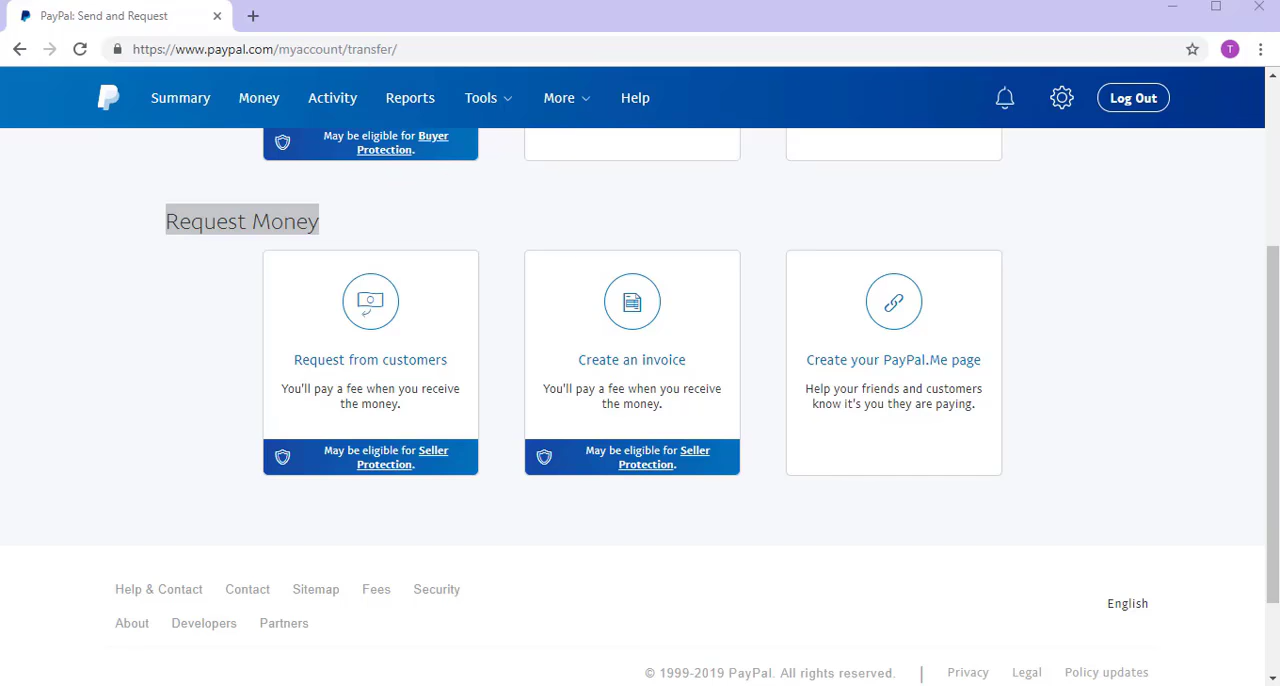 PayPal: Send and Request
https://www.paypal.com/myaccount/transfer/
T
Summary Money Activity Reports Tools More Help Log Out
May be eligible for Buyer
Protection.
Request Money
Request from customers
You'll pay a fee when you receive
the money.
May be eligible for Seller
Protection.
Create an invoice
You'll pay a fee when you receive
the money.
May be eligible for Seller
Protection.
Create your PayPal.Me page
Help your friends and customers
know it's you they are paying.
Help & Contact Contact Sitemap Fees Security
English
About Developers Partners
© 1999-2019 PayPal. All rights reserved. | Privacy Legal Policy updates